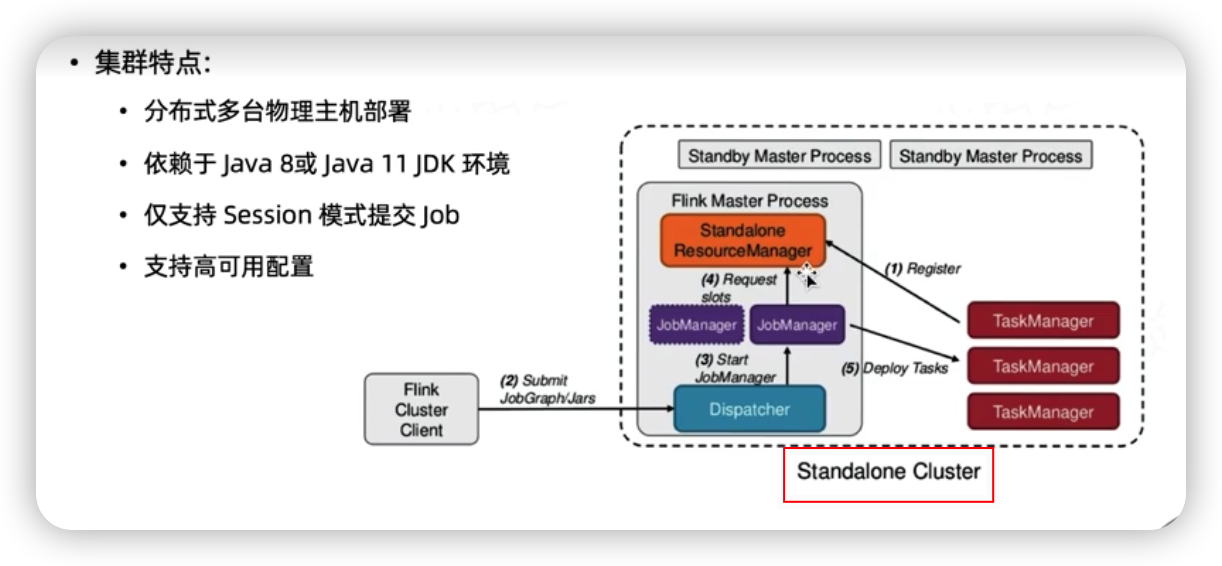 • 集群特点:
• 分布式多台物理主机部署
• 依赖于 Java 8或 Java 11 JDK 环境
• 仅支持 Session 模式提交 Job
• 支持高可用配置
Standby Master Process
Standby Master Process
Flink Master Process
Standalone
ResourceManager
(1) Register
(4) Request
slots
JobManager
JobManager
TaskManager
TaskManager
TaskManager
(3) Start
JobManager
(5) Deploy Tasks
Flink
Cluster
Client
(2) Submit
JobGraph/Jars
Dispatcher
Standalone Cluster